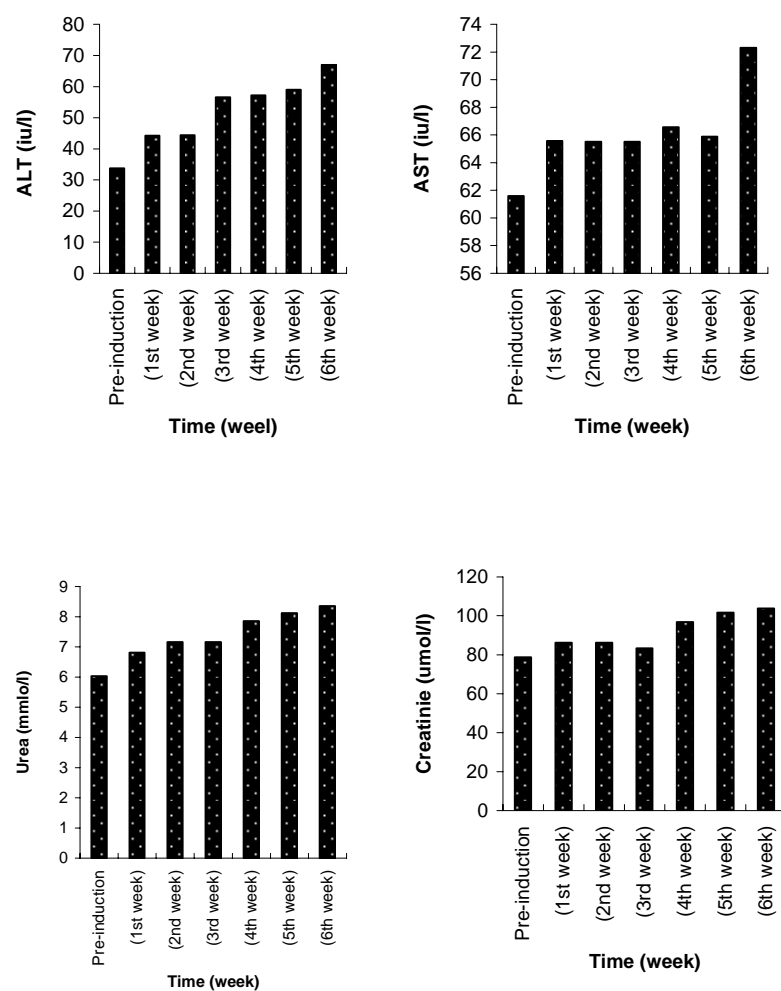 ALT (iu/l)
80
70
60
50
40
30
20
10
0
Pre-induction
(1st week)
(2nd week)
(3rd week)
(4th week)
(5th week)
(6th week)
Time (weel)
AST (iu/l)
74
72
70
68
66
64
62
60
58
56
Pre-induction
(1st week)
(2nd week)
(3rd week)
(4th week)
(5th week)
(6th week)
Time (week)
Urea (mmlo/l)
9
8
7
6
5
4
3
2
1
0
Pre-induction
(1st week)
(2nd week)
(3rd week)
(4th week)
(5th week)
(6th week)
Time (week)
Creatinie (umol/l)
120
100
80
60
40
20
0
Pre-induction
(1st week)
(2nd week)
(3rd week)
(4th week)
(5th week)
(6th week)
Time (week)